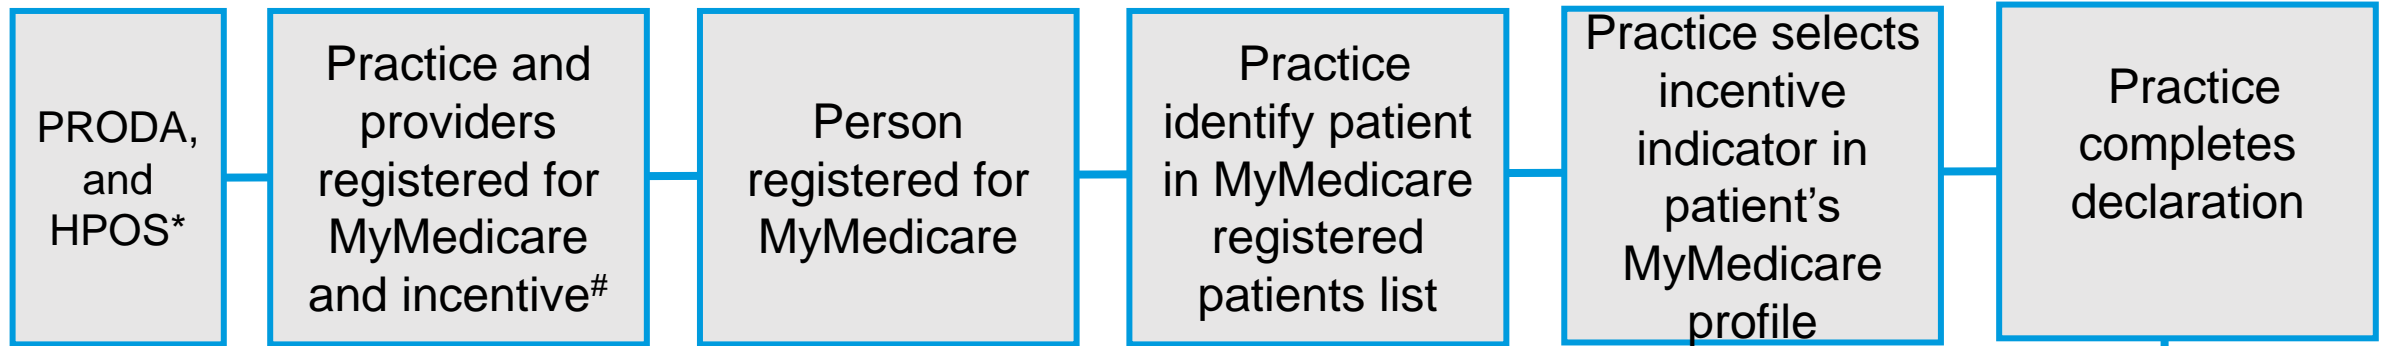 PRODA,
and
HPOS*
Practice and
providers
registered for
MyMedicare
and incentive#
Person
registered for
MyMedicare
Practice
identify patient
in MyMedicare
registered
patients list
Practice selects
incentive
indicator in
patient’s
MyMedicare
profile
Practice
completes
declaration